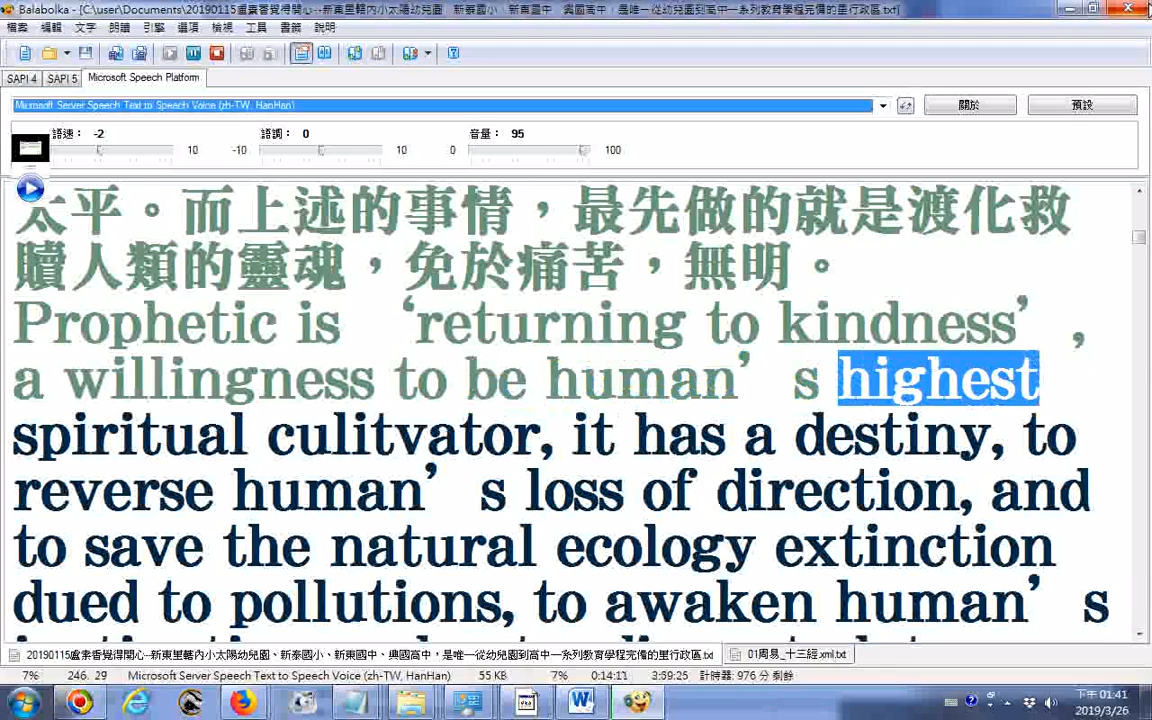 Balabolka - [C:\user\Documents\20190115盧素香覺得開心--新東里轄內小太陽幼兒園、新泰國小、新東國中、興國高中，是唯一從幼兒園到高中一系列教育學程完備的里行政區.txt]
檔案 編輯 文字 朗讀 引擎 選項 檢視 工具 書籤 說明
SAPI 4 SAPI 5 Microsoft Speech Platform
Microsoft Server Speech Text to Speech Voice (zh-TW, HanHan) 關於 預設
語速： -2 語調： 0 音量： 95
10 -10 10 0 100
太平。而上述的事情，最先做的就是渡化救
贖人類的靈魂，免於痛苦，無明。
Prophetic is ‘returning to kindness’,
a willingness to be human’s highest
spiritual culitvator, it has a destiny, to
reverse human’s loss of direction, and
to save the natural ecology extinction
dued to pollutions, to awaken human’s
20190115盧素香覺得開心--新東里轄內小太陽幼兒園、新泰國小、新東國中、興國高中，是唯一從幼兒園到高中一系列教育學程完備的里行政區.txt 01周易_十三經.xml.txt
7% 246, 29 Microsoft Server Speech Text to Speech Voice (zh-TW, HanHan) 55 KB 7% 0:14:11 3:59:25 計時器: 976 分 剩餘
下午 01:41
2019/3/26